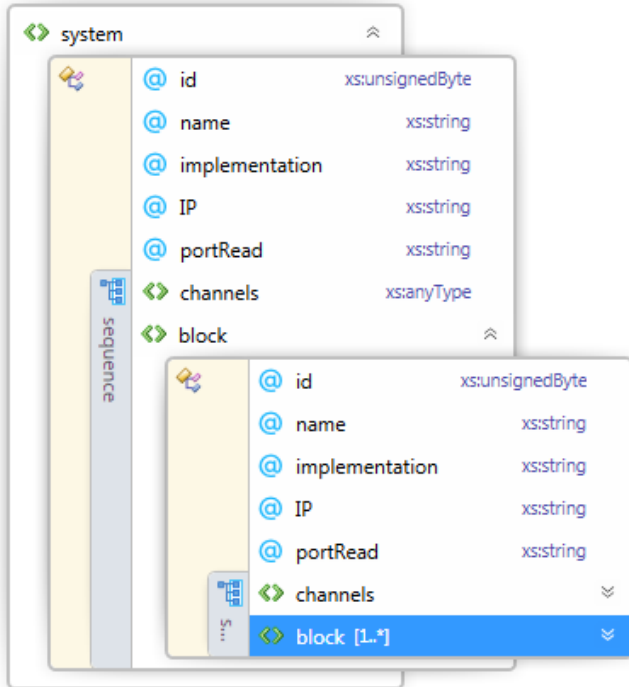 system
@ id xs:unsignedByte
@ name xs:string
@ implementation xs:string
@ IP xs:string
@ portRead xs:string
channels xs:anyType
sequence
block
@ id xs:unsignedByte
@ name xs:string
@ implementation xs:string
@ IP xs:string
@ portRead xs:string
channels
s...
block [1..*]